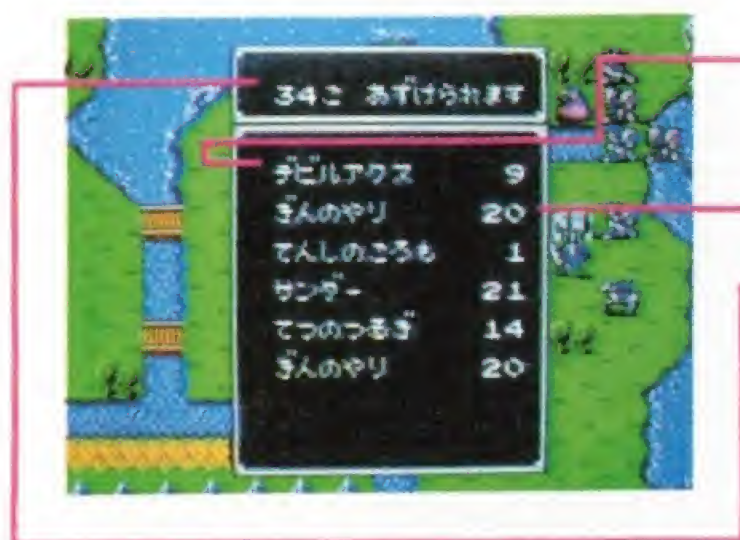 34こ あずけられます
デビルアクス 9
ぎんのやり 20
てんしのころも 1
サンダー 21
てつのつるぎ 14
ぎんのやり 20